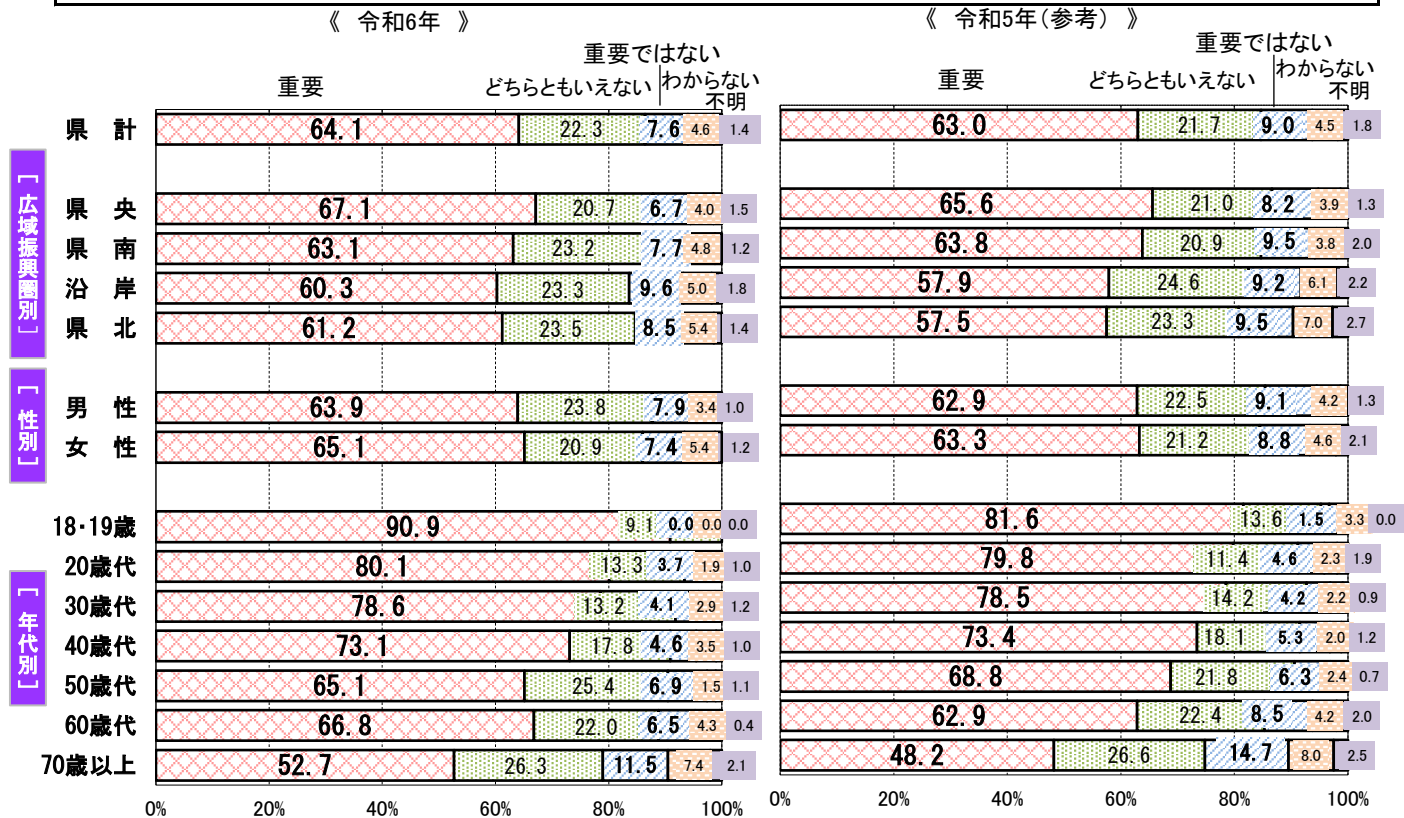 《 令和6年 》
重要
どちらともいえない
重要ではない
わからない
不明
[ 広域振興圏別 ]
[ 性別 ]
[ 年代別 ]
県 計 64.1 22.3 7.6 4.6 1.4
県 央 67.1 20.7 6.7 4.0 1.5
県 南 63.1 23.2 7.7 4.8 1.2
沿 岸 60.3 23.3 9.6 5.0 1.8
県 北 61.2 23.5 8.5 5.4 1.4
男 性 63.9 23.8 7.9 3.4 1.0
女 性 65.1 20.9 7.4 5.4 1.2
18・19歳 90.9 9.1 0.0 0.0 0.0
20歳代 80.1 13.3 3.7 1.9 1.0
30歳代 78.6 13.2 4.1 2.9 1.2
40歳代 73.1 17.8 4.6 3.5 1.0
50歳代 65.1 25.4 6.9 1.5 1.1
60歳代 66.8 22.0 6.5 4.3 0.4
70歳以上 52.7 26.3 11.5 7.4 2.1
0% 20% 40% 60% 80% 100%
《 令和5年(参考) 》
重要
どちらともいえない
重要ではない
わからない
不明
63.0 21.7 9.0 4.5 1.8
65.6 21.0 8.2 3.9 1.3
63.8 20.9 9.5 3.8 2.0
57.9 24.6 9.2 6.1 2.2
57.5 23.3 9.5 7.0 2.7
62.9 22.5 9.1 4.2 1.3
63.3 21.2 8.8 4.6 2.1
81.6 13.6 1.5 3.3 0.0
79.8 11.4 4.6 2.3 1.9
78.5 14.2 4.2 2.2 0.9
73.4 18.1 5.3 2.0 1.2
68.8 21.8 6.3 2.4 0.7
62.9 22.4 8.5 4.2 2.0
48.2 26.6 14.7 8.0 2.5
0% 20% 40% 60% 80% 100%